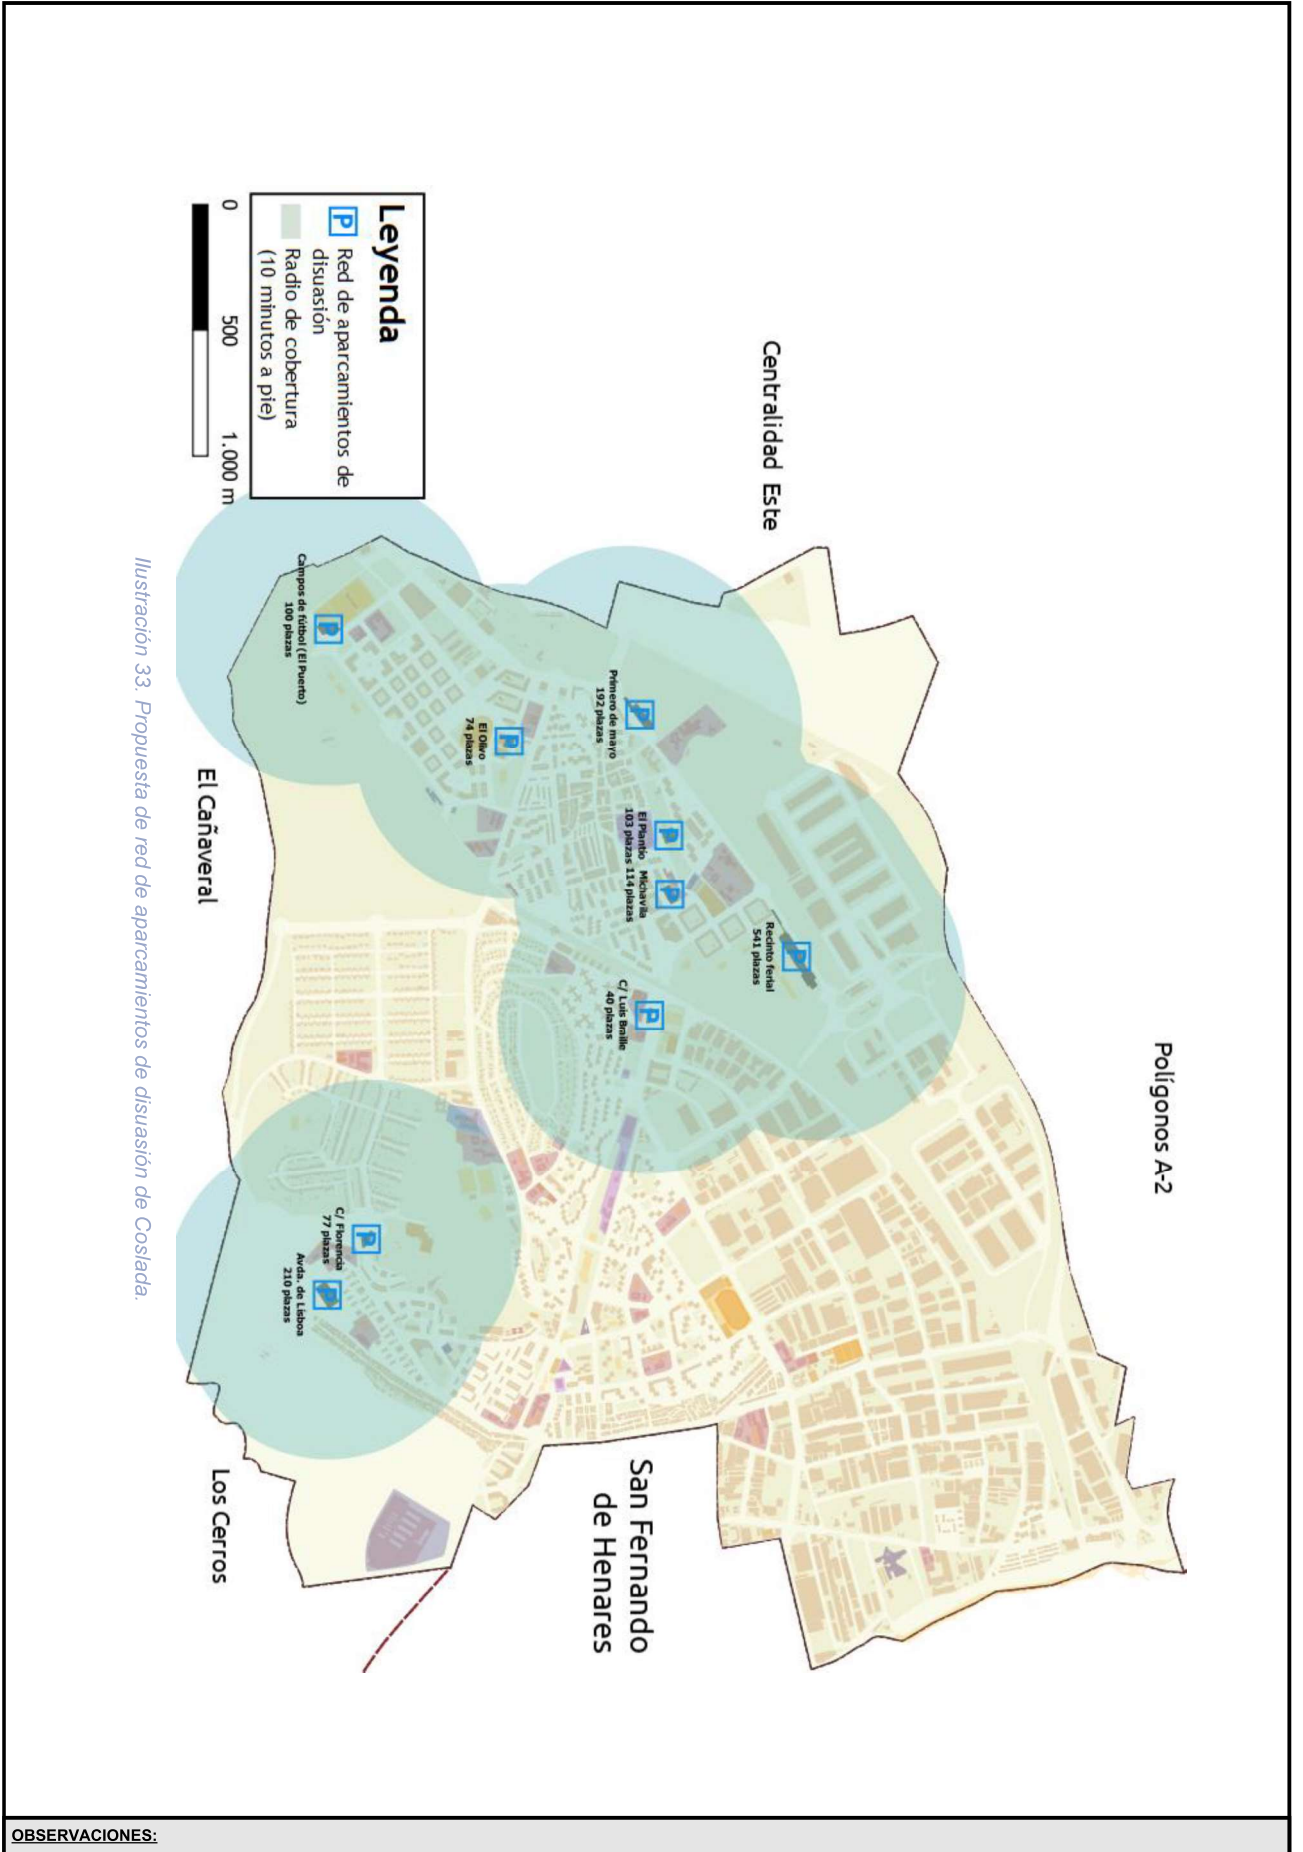 Polígonos A-2
Centralidad Este
Recinto ferial
541 plazas
Primero de mayo
192 plazas
El Plantío
103 plazas
Michavila
114 plazas
C/ Luis Braille
40 plazas
San Fernando
de Henares
El Olivo
74 plazas
Leyenda
P Red de aparcamientos de
disuasión
Radio de cobertura
(10 minutos a pie)
0 500 1.000 m
Campos de fútbol (El Puerto)
100 plazas
C/ Florencia
77 plazas
Avda. de Lisboa
210 plazas
El Cañaveral
Los Cerros
Ilustración 33. Propuesta de red de aparcamientos de disuasión de Coslada.
OBSERVACIONES: